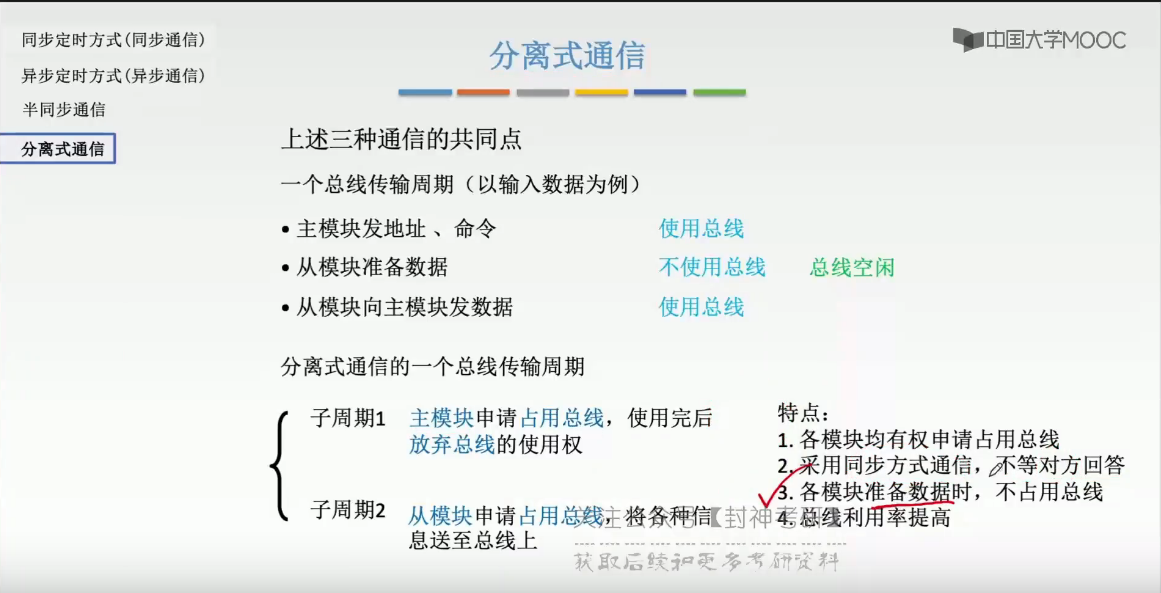 同步定时方式(同步通信)
异步定时方式(异步通信)
半同步通信
分离式通信
分离式通信
中国大学MOOC
上述三种通信的共同点
一个总线传输周期（以输入数据为例）
• 主模块发地址 、命令 使用总线
• 从模块准备数据 不使用总线 总线空闲
• 从模块向主模块发数据 使用总线
分离式通信的一个总线传输周期
子周期1 主模块申请占用总线，使用完后
放弃总线的使用权
子周期2 从模块申请占用总线，将各种信
息送至总线上
特点：
1. 各模块均有权申请占用总线
2. 采用同步方式通信，不等对方回答
3. 各模块准备数据时，不占用总线
4. 总线利用率提高
关注公众号【封神考研】
获取后续和更多考研资料